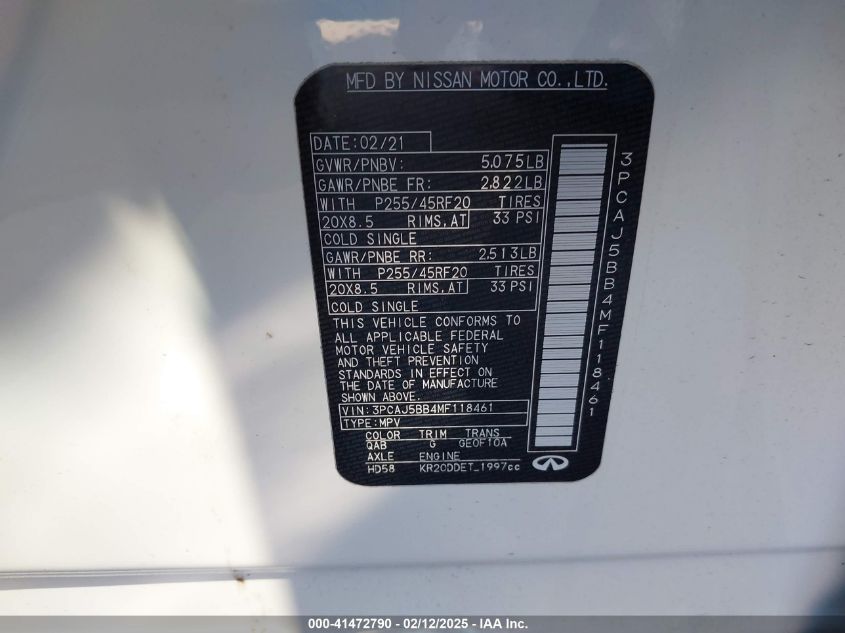 MFD BY NISSAN MOTOR CO.,LTD.
DATE:02/21
GVWR/PNBV: 5,075LB
GAWR/PNBE FR: 2,822LB
WITH P255/45RF20 TIRES
20X8.5 RIMS,AT 33 PSI
COLD SINGLE
GAWR/PNBE RR: 2,513LB
WITH P255/45RF20 TIRES
20X8.5 RIMS,AT 33 PSI
COLD SINGLE
THIS VEHICLE CONFORMS TO
ALL APPLICABLE FEDERAL
MOTOR VEHICLE SAFETY
AND THEFT PREVENTION
STANDARDS IN EFFECT ON
THE DATE OF MANUFACTURE
SHOWN ABOVE.
VIN:3PCAJ5BB4MF118461
TYPE:MPV
COLOR TRIM TRANS
QAB G GE0F10A
AXLE ENGINE
HD58 KR20DDET_1997cc
3PCAJ5BB4MF118461
000-41472790 - 02/12/2025 - IAA Inc.